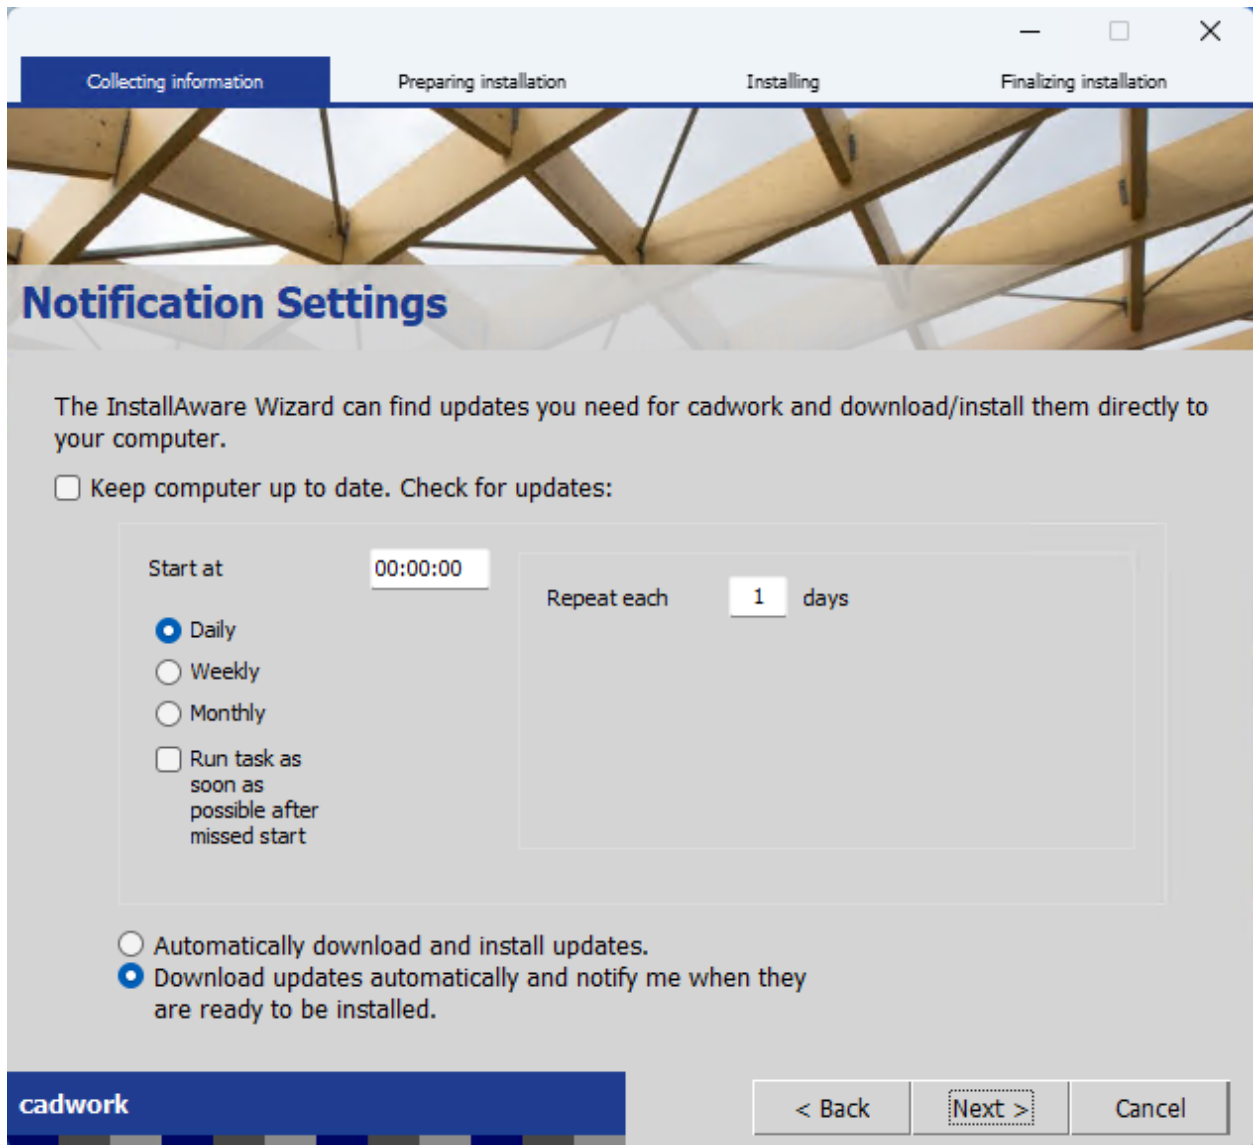 Collecting information
Preparing installation
Installing
Finalizing installation
Notification Settings
The InstallAware Wizard can find updates you need for cadwork and download/install them directly to
your computer.
Keep computer up to date. Check for updates:
Start at
00:00:00
Repeat each
1
days
Daily
Weekly
Monthly
Run task as
soon as
possible after
missed start
Automatically download and install updates.
Download updates automatically and notify me when they
are ready to be installed.
cadwork
< Back
Next >
Cancel